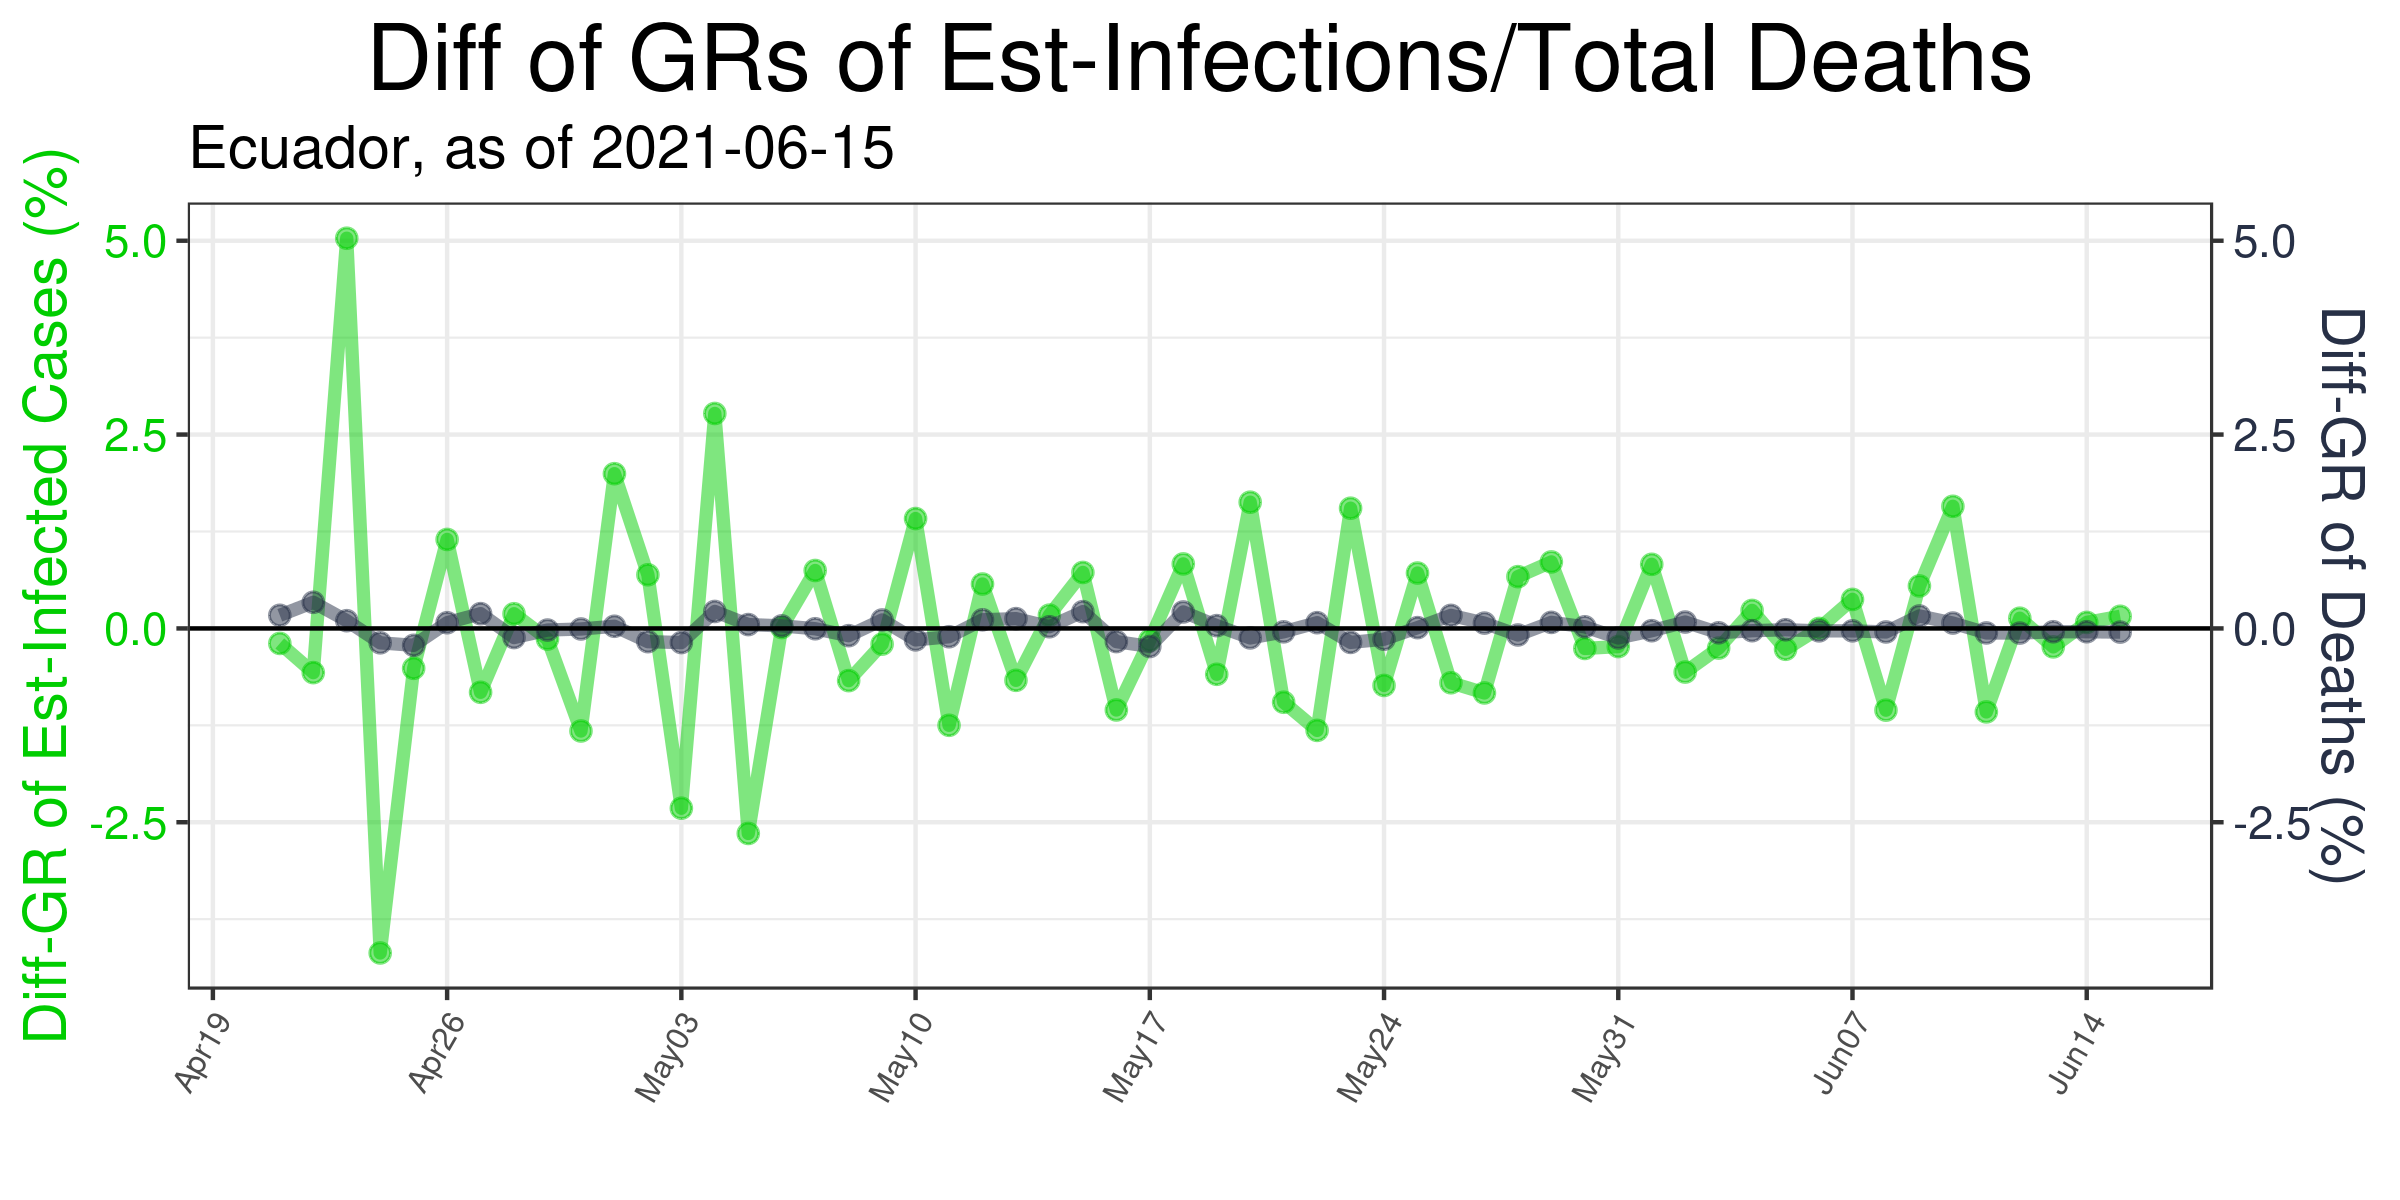 Diff of GRs of Est-Infections/Total Deaths
Ecuador, as of 2021-06-15
Diff-GR of Est-Infected Cases (%)
5.0
2.5
0.0
-2.5
5.0
2.5
0.0
-2.5
Diff-GR of Deaths (%)
Apr19
Apr26
May03
May10
May17
May24
May31
Jun07
Jun14